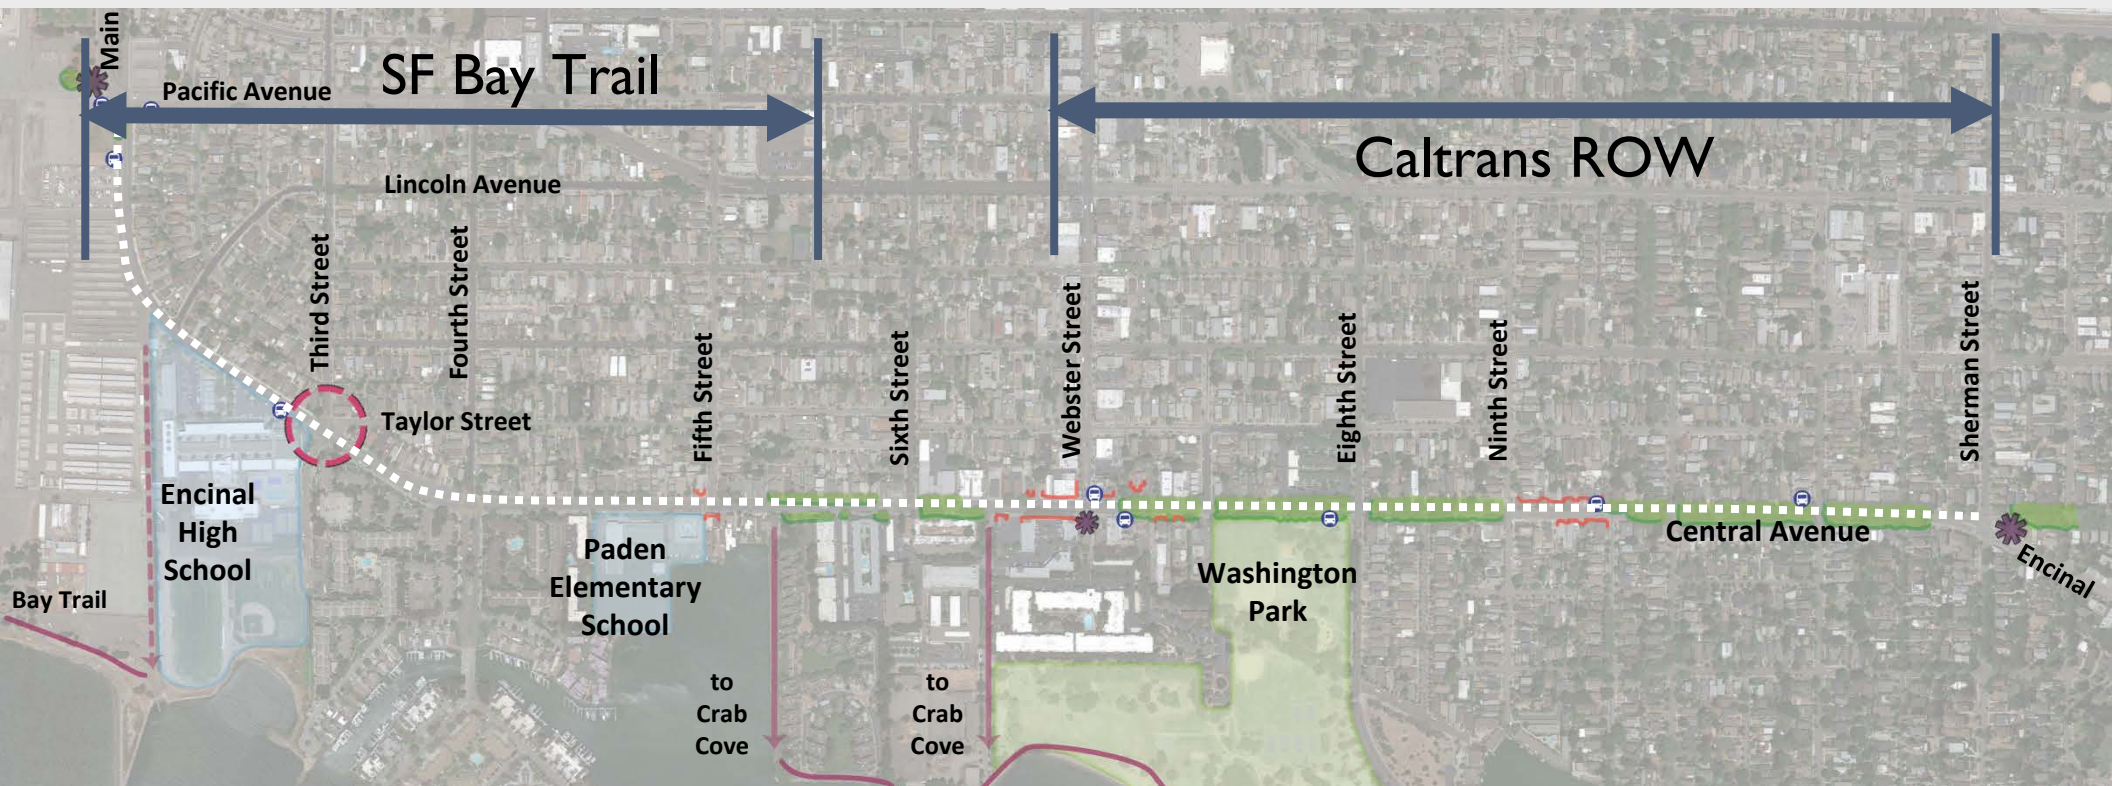 Main
Pacific Avenue
SF Bay Trail
Caltrans ROW
Lincoln Avenue
Third Street
Fourth Street
Taylor Street
Fifth Street
Sixth Street
Webster Street
Eighth Street
Ninth Street
Sherman Street
Encinal
High
School
Paden
Elementary
School
Washington
Park
Central Avenue
Encinal
Bay Trail
to
Crab
Cove
to
Crab
Cove